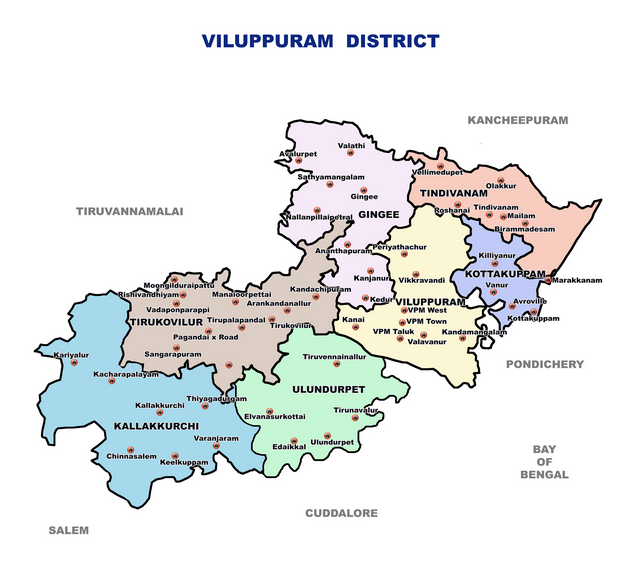 VILUPPURAM DISTRICT
KANCHEEPURAM
Valathi
Avalurpet
Vellimedupet
Sathyamangalam
Olakkur
Gingee
TINDIVANAM
TIRUVANNAMALAI
Nallanpillaipetral
GINGEE
Roshanai
Tindivanam
Mailam
Birammadesam
Ananthapuram
Periyathachur
Killiyanur
KOTTAKUPPAM
Moongilduraipattu
Kanjanur
Vikkravandi
Marakkanam
Vanur
Rishivandhiyam
Manaloorpettai
Kandachipuram
Kedur
VILUPPURAM
Avroville
Vadaponparappi
Arankandanallur
VPM West
Kottakuppam
TIRUKOVILUR
Tirupalapandal
Tirukovilur
Kanai
VPM Town
Pagandai x Road
VPM Taluk
Valavanur
Kandamangalam
Sangarapuram
Kariyalur
Tiruvennainallur
PONDICHERY
Kacharapalayam
ULUNDURPET
Thiyagadurgam
Kallakkurchi
Elvanasurkottai
Tirunavalur
KALLAKKURCHI
Varanjaram
Edaikkal
Ulundurpet
Chinnasalem
Keelkuppam
BAY
OF
BENGAL
CUDDALORE
SALEM